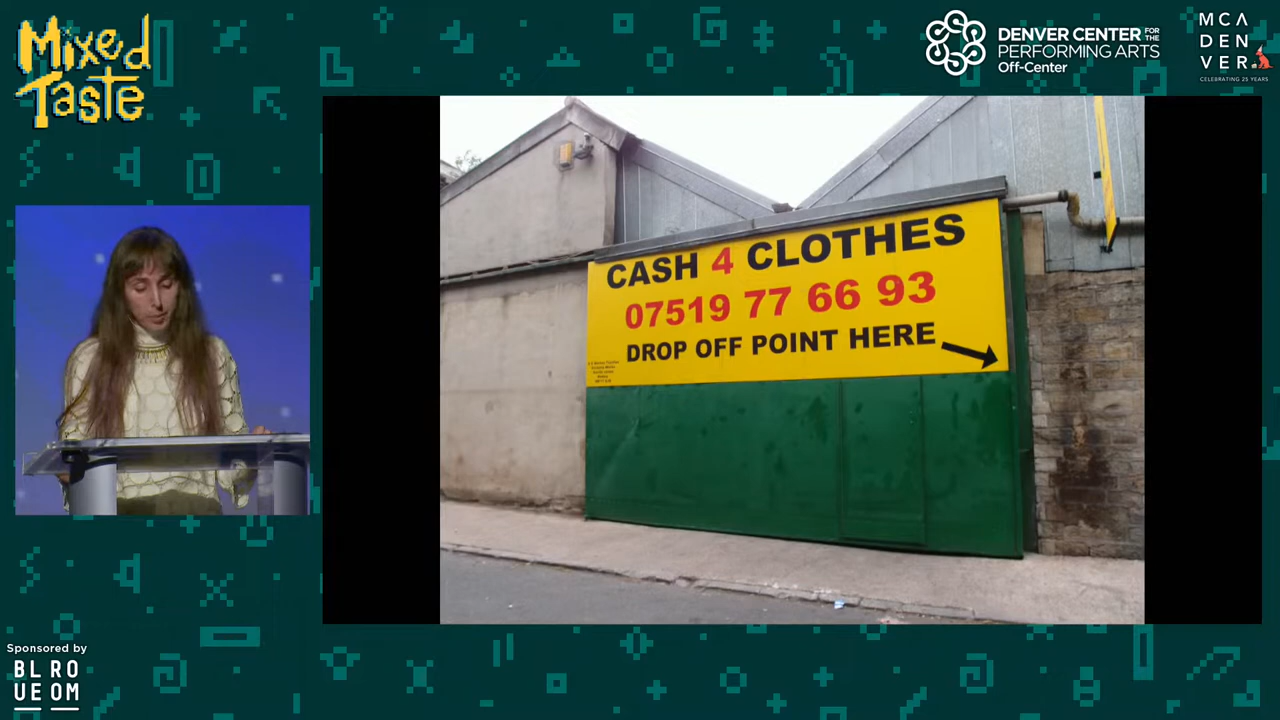 Mixed
Taste
DENVER CENTER FOR THE
PERFORMING ARTS
Off-Center
MCA
DEN
VER
CELEBRATING 25 YEARS
CASH 4 CLOTHES
07519 77 66 93
DROP OFF POINT HERE
Sponsored by
BL RO
UE OM